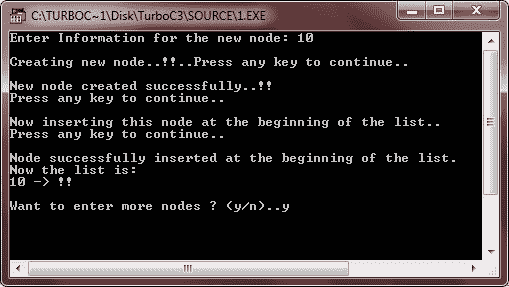 C:\TURBOC~1\Disk\TurboC3\SOURCE\1.EXE
Enter Information for the new node: 10
Creating new node..!!..Press any key to continue..
New node created successfully..!!
Press any key to continue..
Now inserting this node at the beginning of the list..
Press any key to continue..
Node successfully inserted at the beginning of the list.
Now the list is:
10 -> !!
Want to enter more nodes ? (y/n)..y